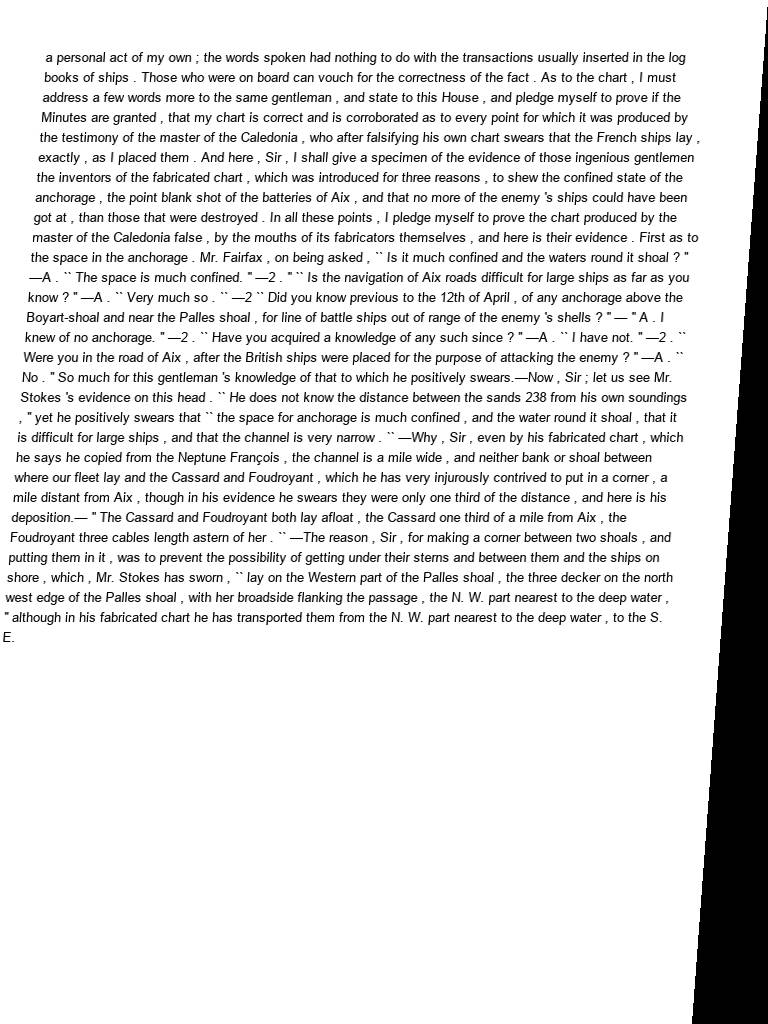 a personal act of my own ; the words spoken had nothing to do with the transactions usually inserted in the log
books of ships . Those who were on board can vouch for the correctness of the fact . As to the chart , I must
address a few words more to the same gentleman , and state to this House , and pledge myself to prove if the
Minutes are granted , that my chart is correct and is corroborated as to every point for which it was produced by
the testimony of the master of the Caledonia , who after falsifying his own chart swears that the French ships lay ,
exactly , as I placed them . And here , Sir , I shall give a specimen of the evidence of those ingenious gentlemen
the inventors of the fabricated chart , which was introduced for three reasons , to shew the confined state of the
anchorage , the point blank shot of the batteries of Aix , and that no more of the enemy 's ships could have been
got at , than those that were destroyed . In all these points , I pledge myself to prove the chart produced by the
master of the Caledonia false , by the mouths of its fabricators themselves , and here is their evidence . First as to
the space in the anchorage . Mr. Fairfax , on being asked , `` Is it much confined and the waters round it shoal ? "
—A . `` The space is much confined. " —2 . " `` Is the navigation of Aix roads difficult for large ships as far as you
know ? " —A . `` Very much so . `` —2 `` Did you know previous to the 12th of April , of any anchorage above the
Boyart-shoal and near the Palles shoal , for line of battle ships out of range of the enemy 's shells ? " — " A . I
knew of no anchorage. " —2 . `` Have you acquired a knowledge of any such since ? " —A . `` I have not. " —2 . ``
Were you in the road of Aix , after the British ships were placed for the purpose of attacking the enemy ? " —A . ``
No . " So much for this gentleman 's knowledge of that to which he positively swears.—Now , Sir ; let us see Mr.
Stokes 's evidence on this head . `` He does not know the distance between the sands 238 from his own soundings
, " yet he positively swears that `` the space for anchorage is much confined , and the water round it shoal , that it
is difficult for large ships , and that the channel is very narrow . `` —Why , Sir , even by his fabricated chart , which
he says he copied from the Neptune François , the channel is a mile wide , and neither bank or shoal between
where our fleet lay and the Cassard and Foudroyant , which he has very injurously contrived to put in a corner , a
mile distant from Aix , though in his evidence he swears they were only one third of the distance , and here is his
deposition.— " The Cassard and Foudroyant both lay afloat , the Cassard one third of a mile from Aix , the
Foudroyant three cables length astern of her . `` —The reason , Sir , for making a corner between two shoals , and
putting them in it , was to prevent the possibility of getting under their sterns and between them and the ships on
shore , which , Mr. Stokes has sworn , `` lay on the Western part of the Palles shoal , the three decker on the north
west edge of the Palles shoal , with her broadside flanking the passage , the N. W. part nearest to the deep water ,
" although in his fabricated chart he has transported them from the N. W. part nearest to the deep water , to the S.
E.